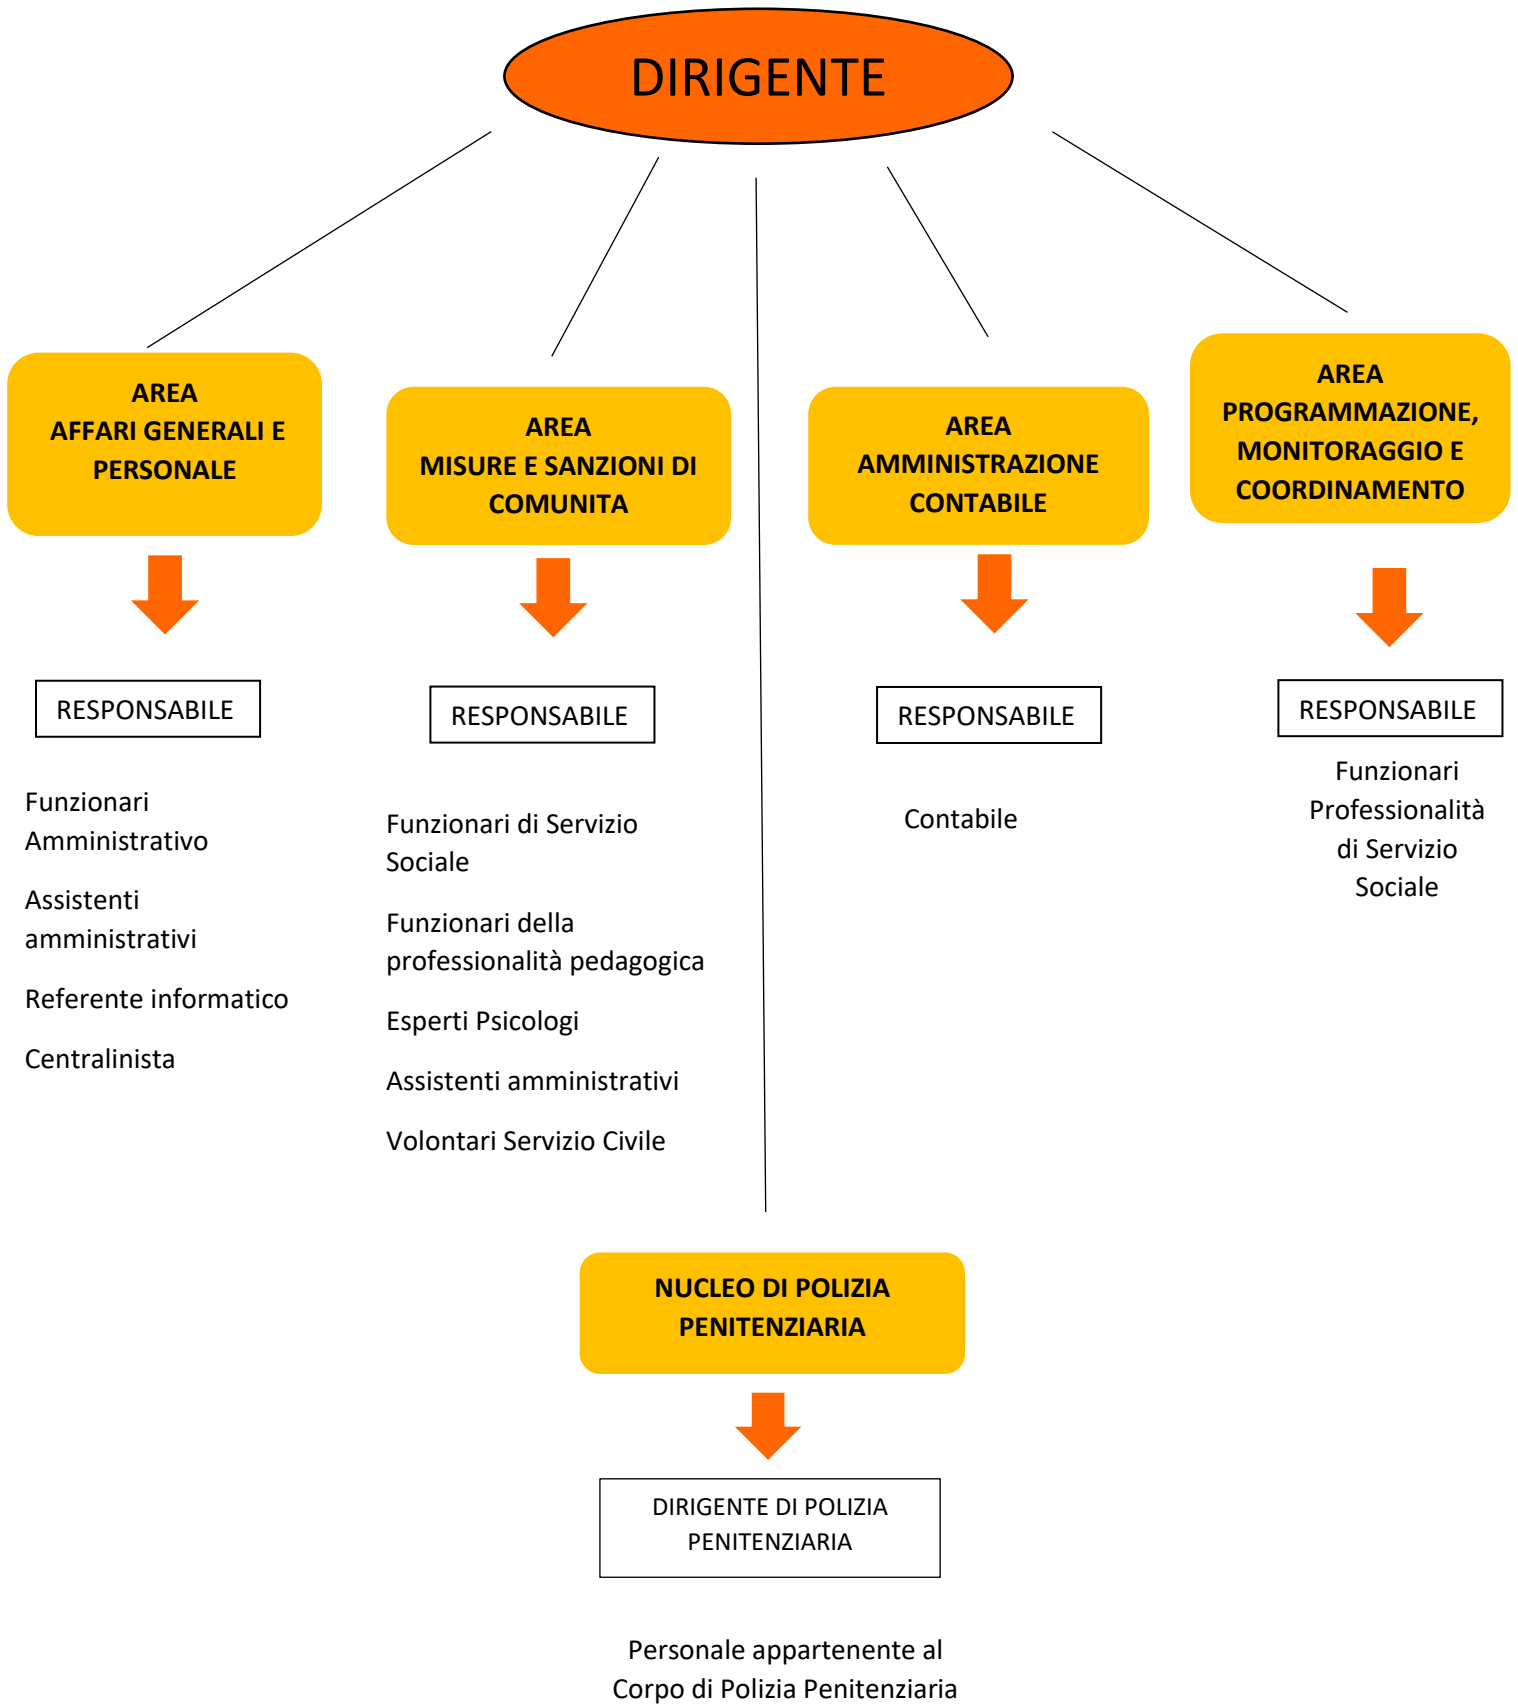 DIRIGENTE
AREA
AFFARI GENERALI E
PERSONALE
AREA
MISURE E SANZIONI DI
COMUNITA
AREA
AMMINISTRAZIONE
CONTABILE
AREA
PROGRAMMAZIONE,
MONITORAGGIO E
COORDINAMENTO
RESPONSABILE
Funzionari
Amministrativo
Assistenti
amministrativi
Referente informatico
Centralinista
RESPONSABILE
Funzionari di Servizio
Sociale
Funzionari della
professionalità pedagogica
Esperti Psicologi
Assistenti amministrativi
Volontari Servizio Civile
RESPONSABILE
Contabile
RESPONSABILE
Funzionari
Professionalità
di Servizio
Sociale
NUCLEO DI POLIZIA
PENITENZIARIA
DIRIGENTE DI POLIZIA
PENITENZIARIA
Personale appartenente al
Corpo di Polizia Penitenziaria